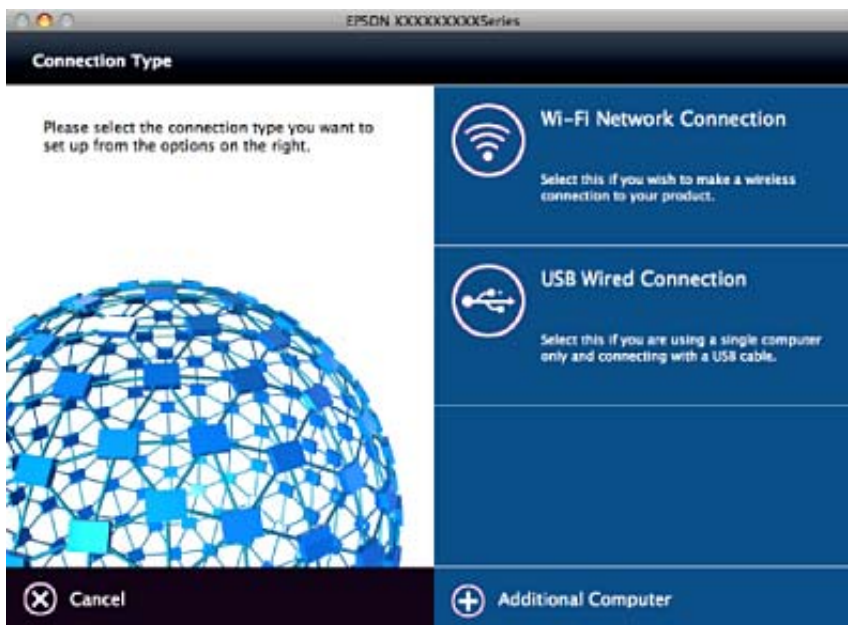 EPSON XXXXXXXXXSeries
Connection Type
Please select the connection type you want to
set up from the options on the right.
Wi-Fi Network Connection
Select this if you wish to make a wireless
connection to your product.
USB Wired Connection
Select this if you are using a single computer
only and connecting with a USB cable.
Cancel
Additional Computer